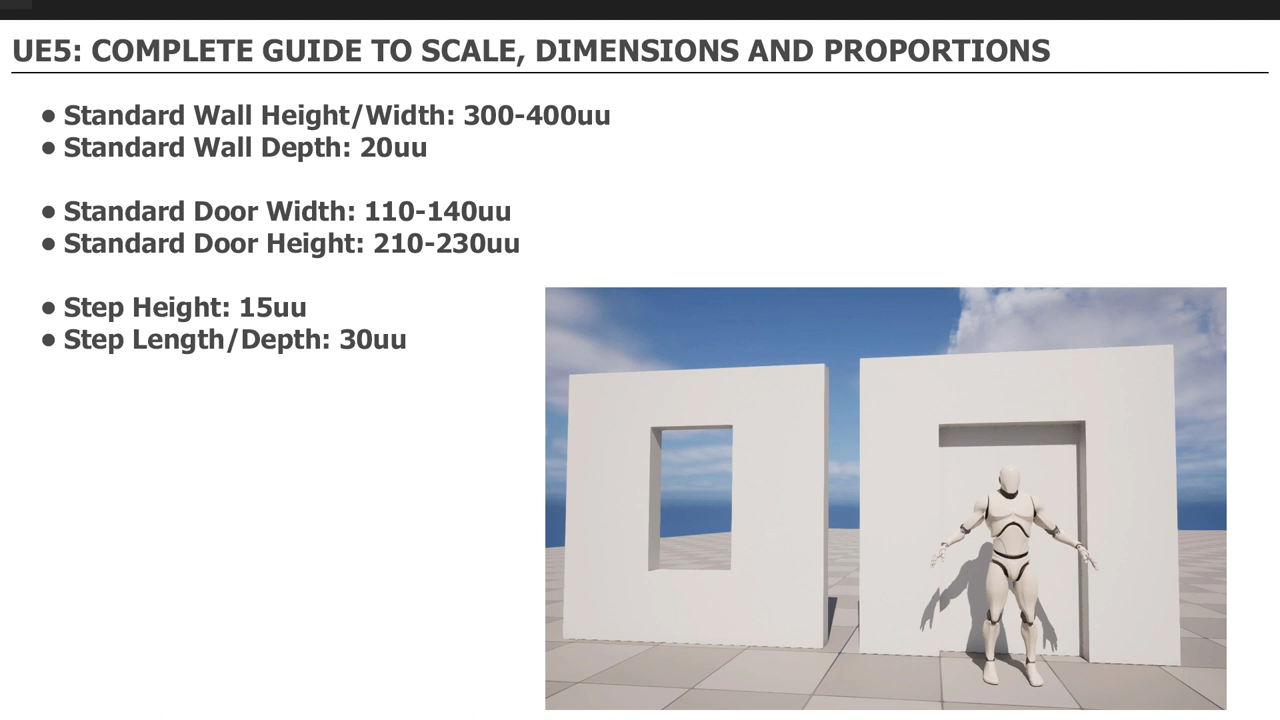 UE5: COMPLETE GUIDE TO SCALE, DIMENSIONS AND PROPORTIONS
● Standard Wall Height/Width: 300-400uu
● Standard Wall Depth: 20uu
● Standard Door Width: 110-140uu
● Standard Door Height: 210-230uu
● Step Height: 15uu
● Step Length/Depth: 30uu